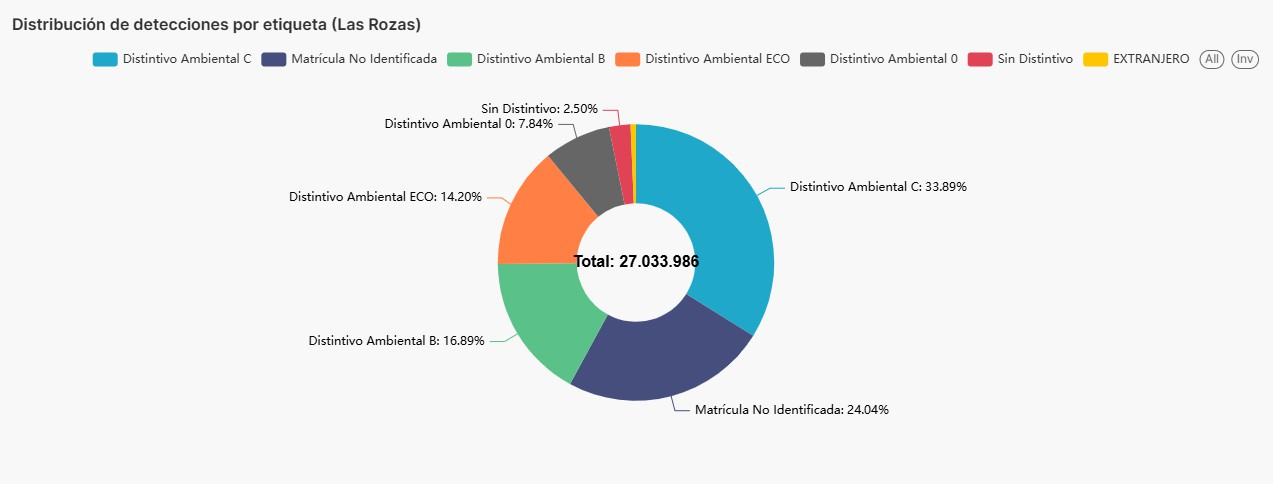 Distribución de detecciones por etiqueta (Las Rozas)
Distintivo Ambiental C Matrícula No Identificada Distintivo Ambiental B Distintivo Ambiental ECO Distintivo Ambiental 0 Sin Distintivo EXTRANJERO All Inv
Sin Distintivo: 2.50%
Distintivo Ambiental 0: 7.84%
Distintivo Ambiental C: 33.89%
Distintivo Ambiental ECO: 14.20%
Total: 27.033.986
Distintivo Ambiental B: 16.89%
Matrícula No Identificada: 24.04%